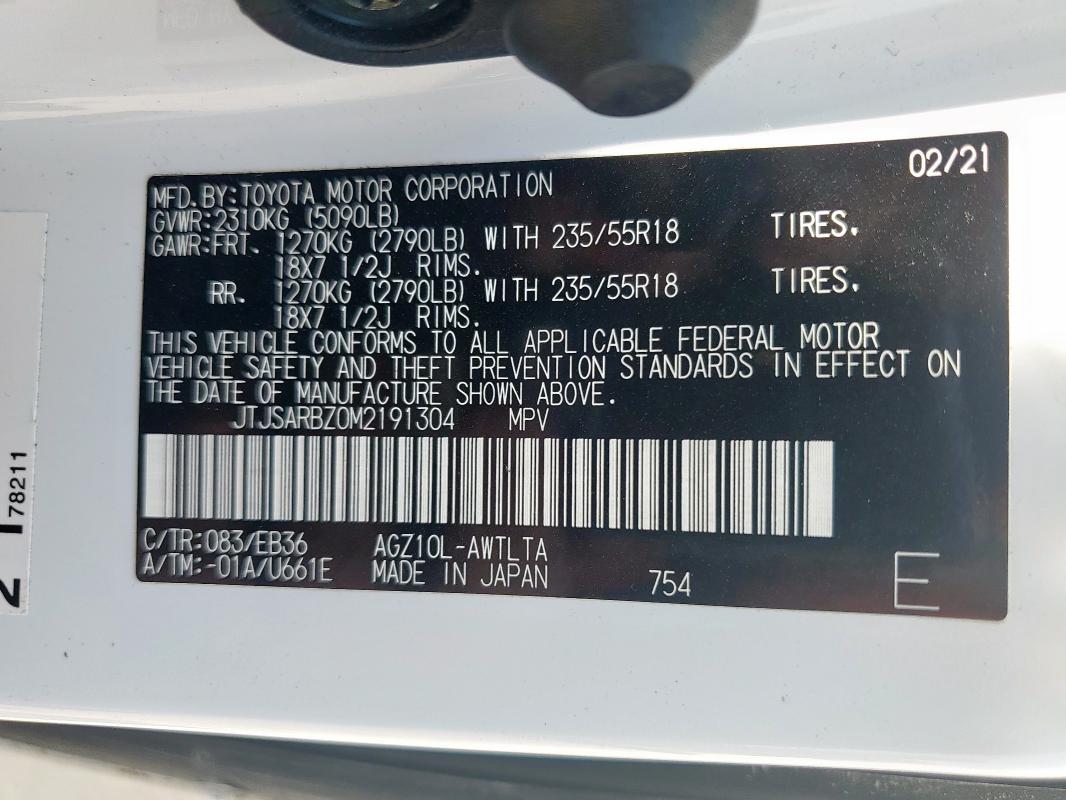 02/21
MFD.BY:TOYOTA MOTOR CORPORATION
GVWR:2310KG (5090LB)
GAWR:FRT. 1270KG (2790LB) WITH 235/55R18 TIRES.
18X7 1/2J RIMS.
RR. 1270KG (2790LB) WITH 235/55R18 TIRES.
18X7 1/2J RIMS.
THIS VEHICLE CONFORMS TO ALL APPLICABLE FEDERAL MOTOR
VEHICLE SAFETY AND THEFT PREVENTION STANDARDS IN EFFECT ON
THE DATE OF MANUFACTURE SHOWN ABOVE.
JTJSARBZ0M2191304 MPV
C/TR:083/EB36 AGZ10L-AWTLTA
A/TM:-01A/U661E MADE IN JAPAN 754 E
78211